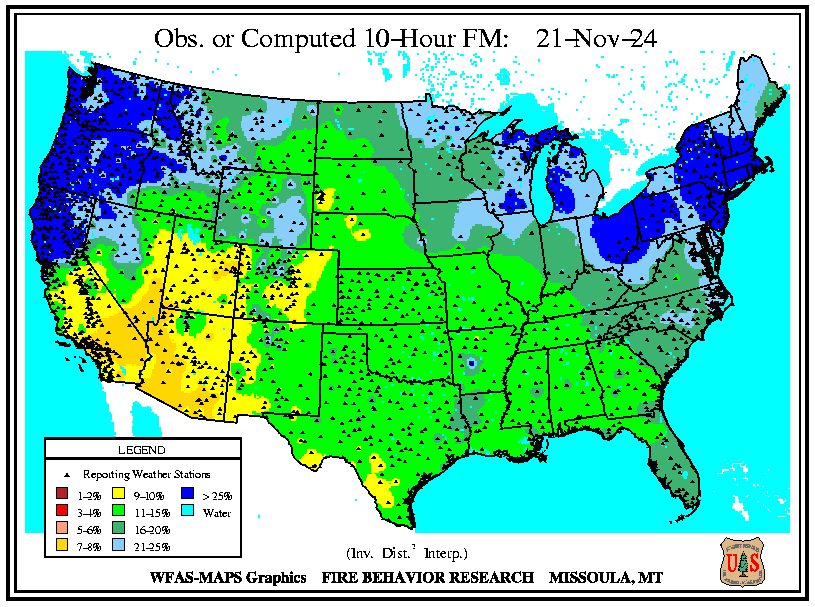 Obs. or Computed 10-Hour FM: 21-Nov-24
LEGEND
Reporting Weather Stations
1-2% 9-10% > 25%
3-4% 11-15% Water
5-6% 16-20%
7-8% 21-25%
(Inv. Dist.² Interp.)
WFAS-MAPS Graphics FIRE BEHAVIOR RESEARCH MISSOULA, MT
U S